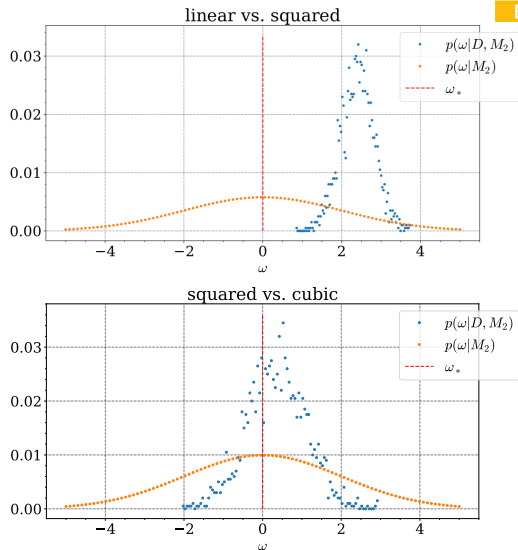 linear vs. squared
p(ω|D, M₂)
p(ω|M₂)
ω*
0.03
0.02
0.01
0.00
−4 −2 0 2 4
ω
squared vs. cubic
p(ω|D, M₂)
p(ω|M₂)
ω*
0.03
0.02
0.01
0.00
−4 −2 0 2 4
ω